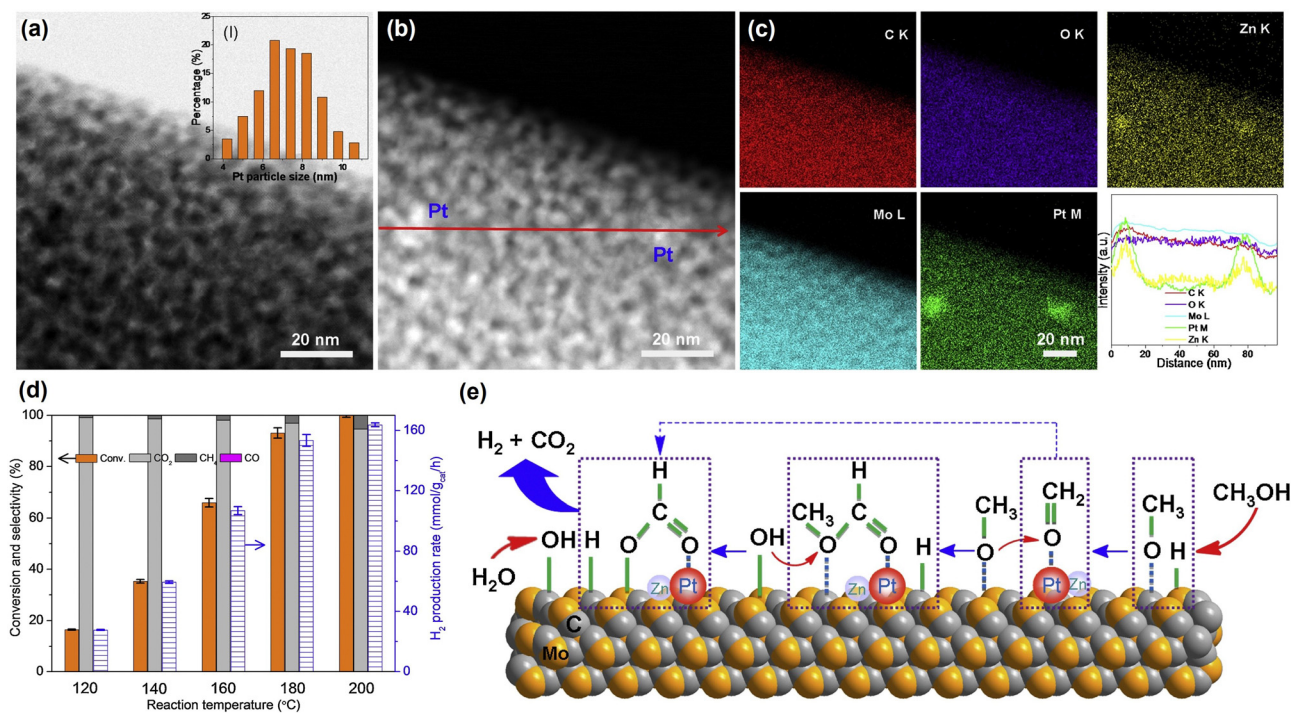 (a)
(I)
Percentage (%)
25
20
15
10
5
0
4
6
8
10
Pt particle size (nm)
20 nm
(b)
Pt
Pt
20 nm
(c)
C K
O K
Zn K
Mo L
Pt M
20 nm
Intensity (a.u.)
C K
O K
Mo L
Pt M
Zn K
0
20
40
60
80
Distance (nm)
(d)
Conversion and selectivity (%)
100
80
60
40
20
0
Conv.
CO2
CH4
CO
160
120
80
40
0
H2 production rate (mmol/gcat/h)
120
140
160
180
200
Reaction temperature (°C)
(e)
H2 + CO2
H
C
O
O
OH
H
H2O
Zn
Pt
OH
CH3
H
C
O
O
H
Zn
Pt
CH3
O
CH2
O
Pt
Zn
CH3
O
H
CH3OH
C
Mo